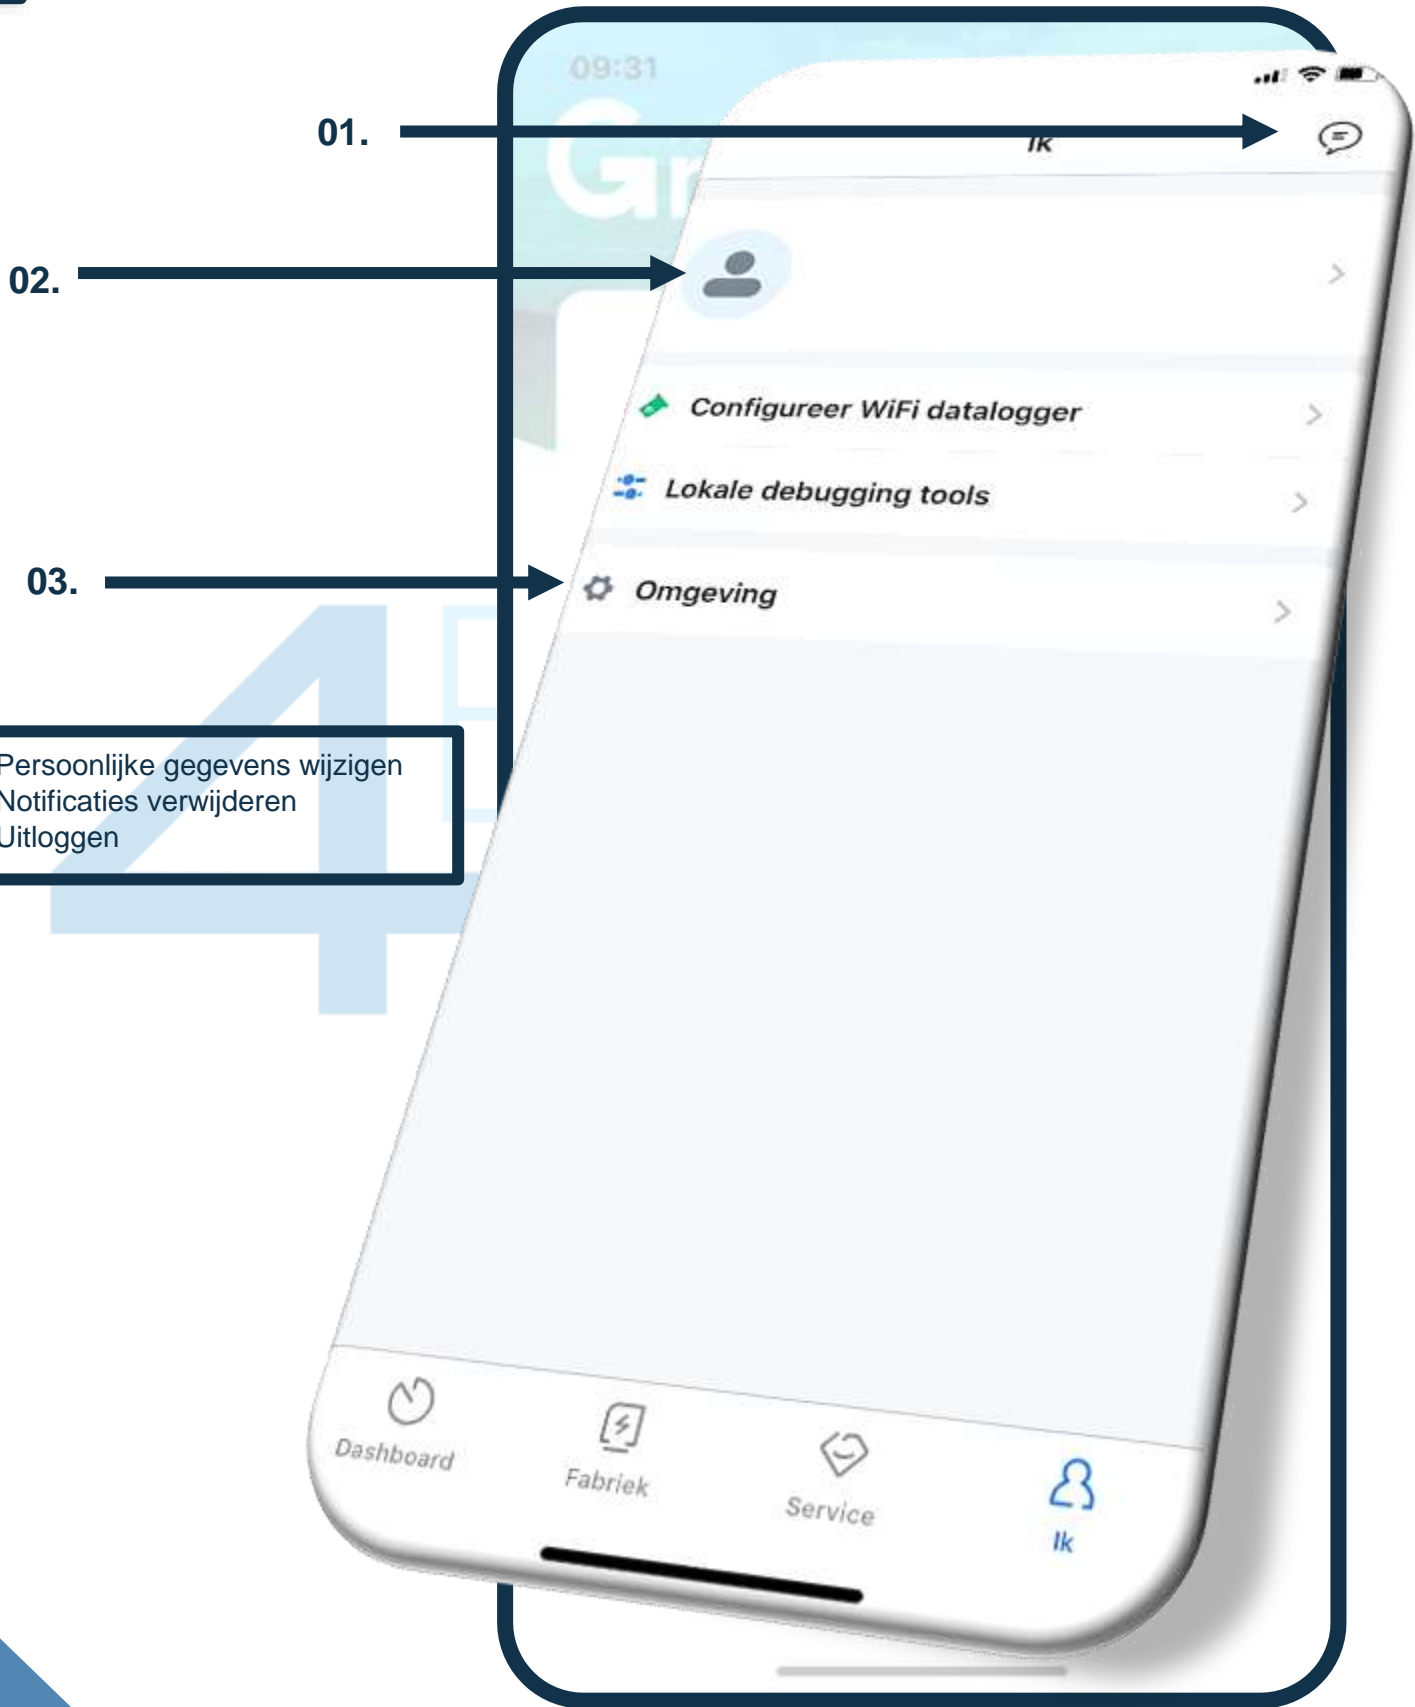 09:31
01.
Ik
02.
Configureer WiFi datalogger
Lokale debugging tools
03.
Omgeving
4
Persoonlijke gegevens wijzigen
Notificaties verwijderen
Uitloggen
Dashboard
Fabriek
Service
Ik